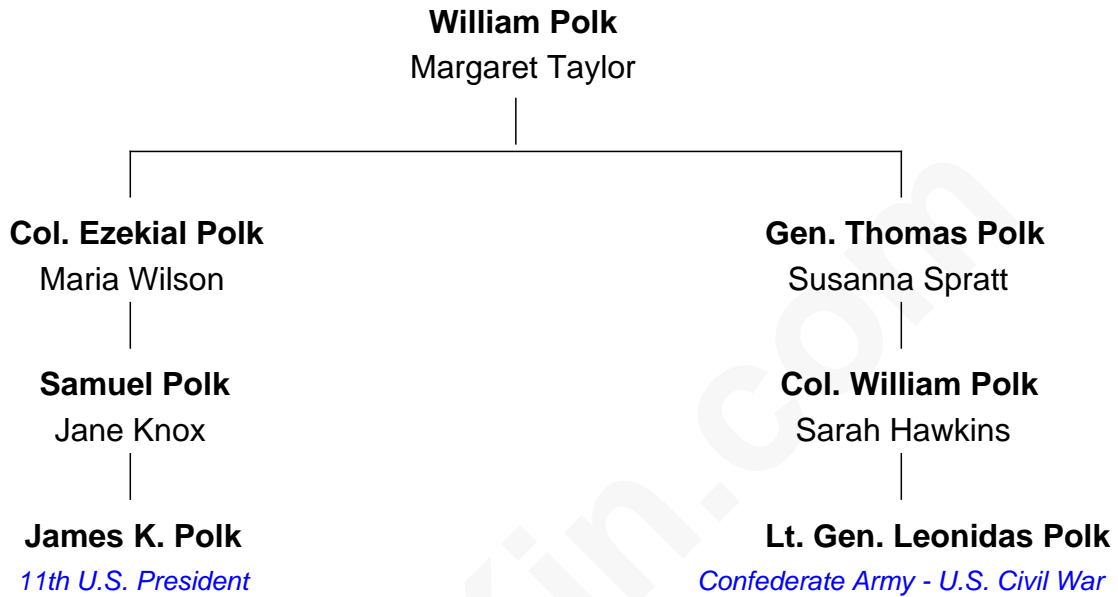 William Polk
Margaret Taylor
Col. Ezekial Polk
Maria Wilson
Gen. Thomas Polk
Susanna Spratt
Samuel Polk
Jane Knox
Col. William Polk
Sarah Hawkins
James K. Polk
11th U.S. President
Lt. Gen. Leonidas Polk
Confederate Army - U.S. Civil War